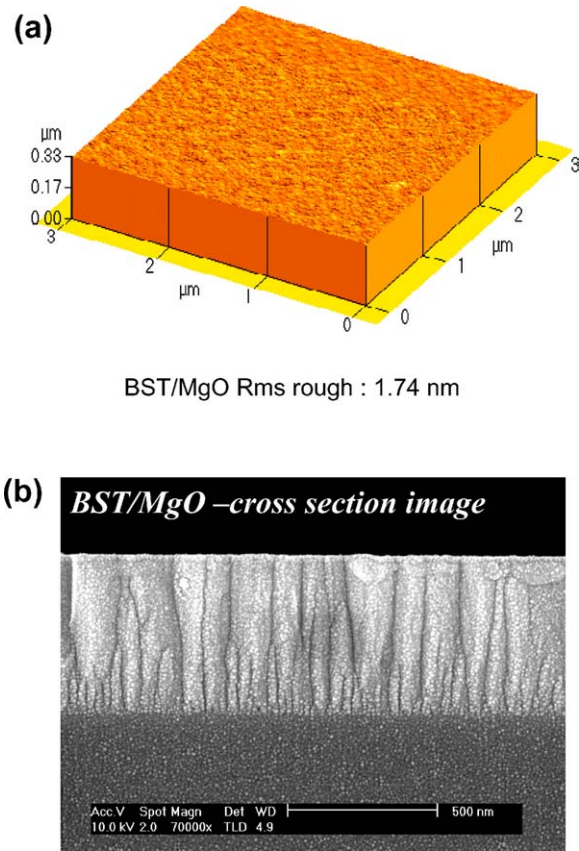 (a)
µm
0.33
0.17
0.00
3
2
µm
1
0
0
1
µm
2
3
BST/MgO Rms rough : 1.74 nm
(b)
BST/MgO –cross section image
Acc.V Spot Magn Det WD
10.0 kV 2.0 70000x TLD 4.9
500 nm